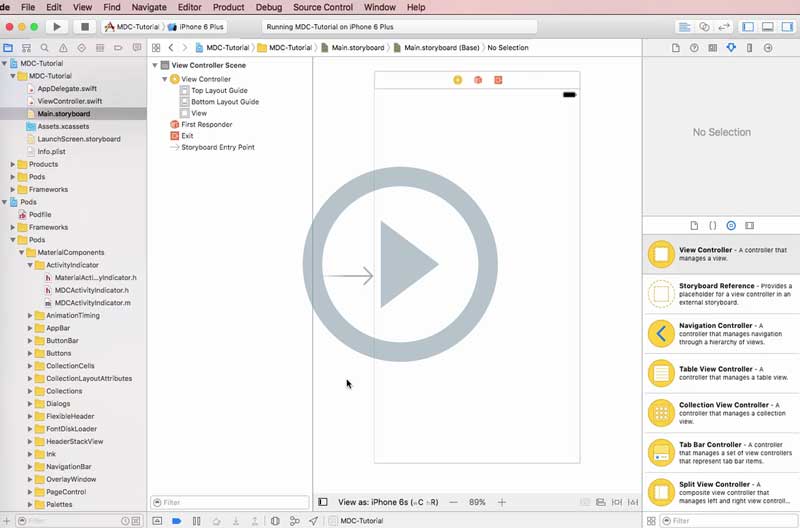 de File Edit View Find Navigate Editor Product Debug Source Control Window Help
MDC-Tutorial iPhone 6 Plus
Running MDC-Tutorial on iPhone 6 Plus
MDC-Tutorial MDC-Tutorial Main.storyboard Main.storyboard (Base) No Selection
MDC-Tutorial
MDC-Tutorial
AppDelegate.swift
ViewController.swift
Main.storyboard
Assets.xcassets
LaunchScreen.storyboard
Info.plist
Products
Pods
Frameworks
Pods
Podfile
Frameworks
Pods
MaterialComponents
ActivityIndicator
MaterialActi...yIndicator.h
MDCActivityIndicator.h
MDCActivityIndicator.m
AnimationTiming
AppBar
ButtonBar
Buttons
CollectionCells
CollectionLayoutAttributes
Collections
Dialogs
FlexibleHeader
FontDiskLoader
HeaderStackView
Ink
NavigationBar
OverlayWindow
PageControl
Palettes
Filter
View Controller Scene
View Controller
Top Layout Guide
Bottom Layout Guide
View
First Responder
Exit
Storyboard Entry Point
Filter
View as: iPhone 6s (wC hR)
89%
MDC-Tutorial
No Selection
View Controller - A controller that
manages a view.
Storyboard Reference - Provides a
placeholder for a view controller in an
external storyboard.
Navigation Controller - A
controller that manages navigation
through a hierarchy of views.
Table View Controller - A
controller that manages a table view.
Collection View Controller - A
controller that manages a collection
view.
Tab Bar Controller - A controller
that manages a set of view controllers
that represent tab bar items.
Split View Controller - A
composite view controller that
manages left and right view controll...
Filter